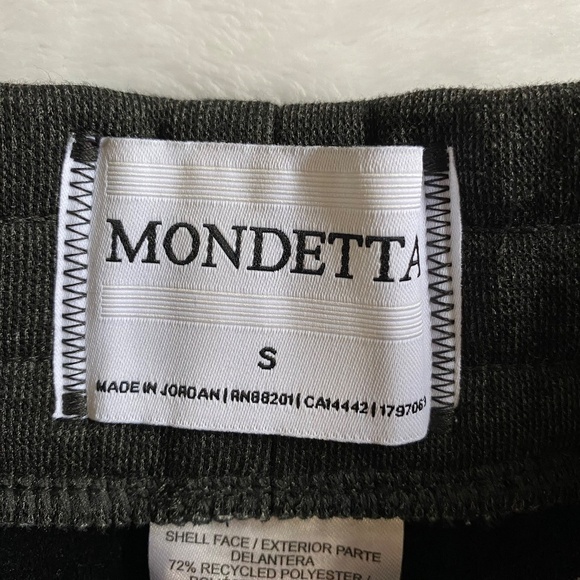 MONDETTA
S
MADE IN JORDAN | RN88201 | CA14442 | 1797063
SHELL FACE / EXTERIOR PARTE
DELANTERA
72% RECYCLED POLYESTER /